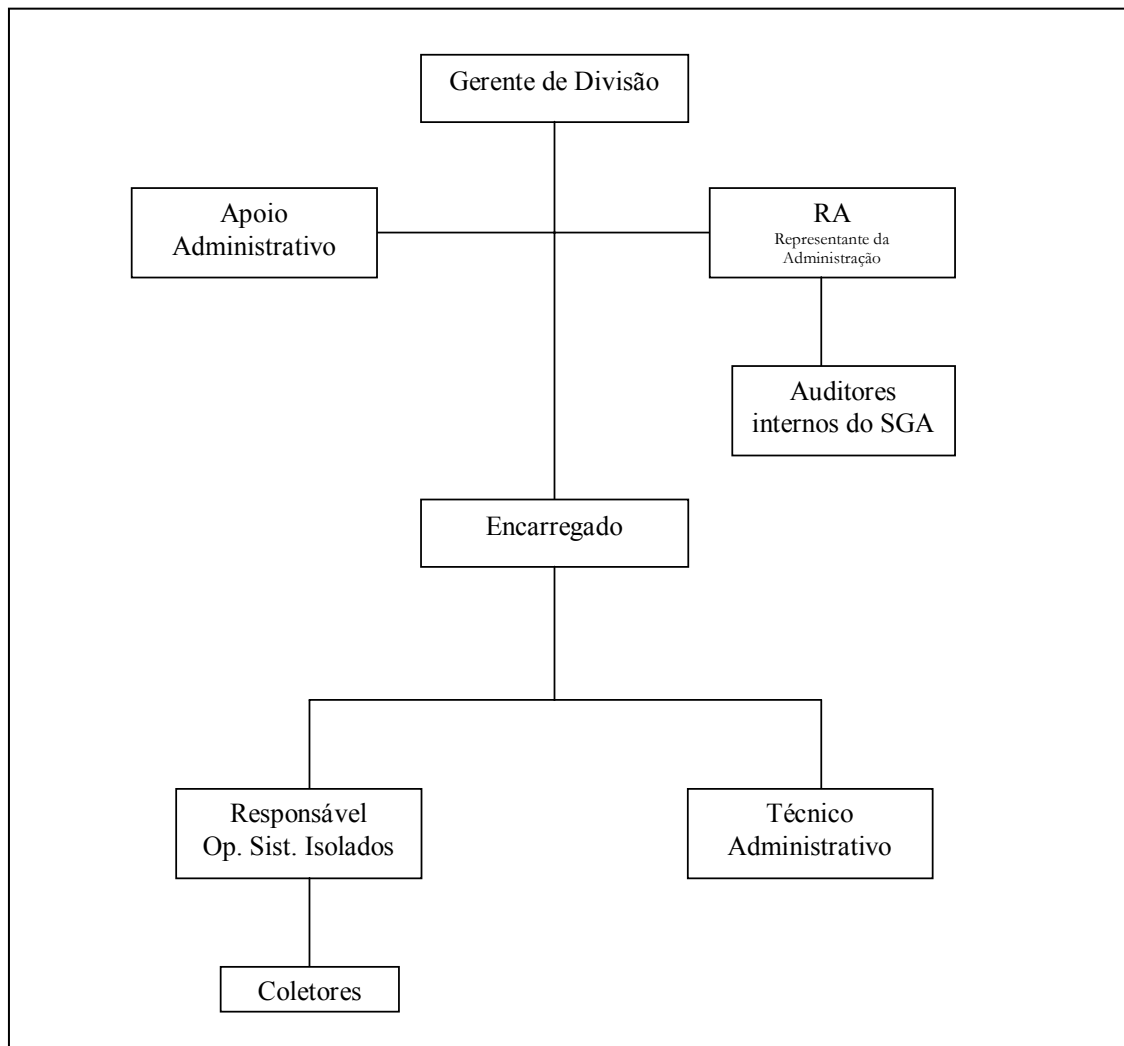 Gerente de Divisão
Apoio
Administrativo
RA
Representante da
Administração
Auditores
internos do SGA
Encarregado
Responsável
Op. Sist. Isolados
Técnico
Administrativo
Coletores